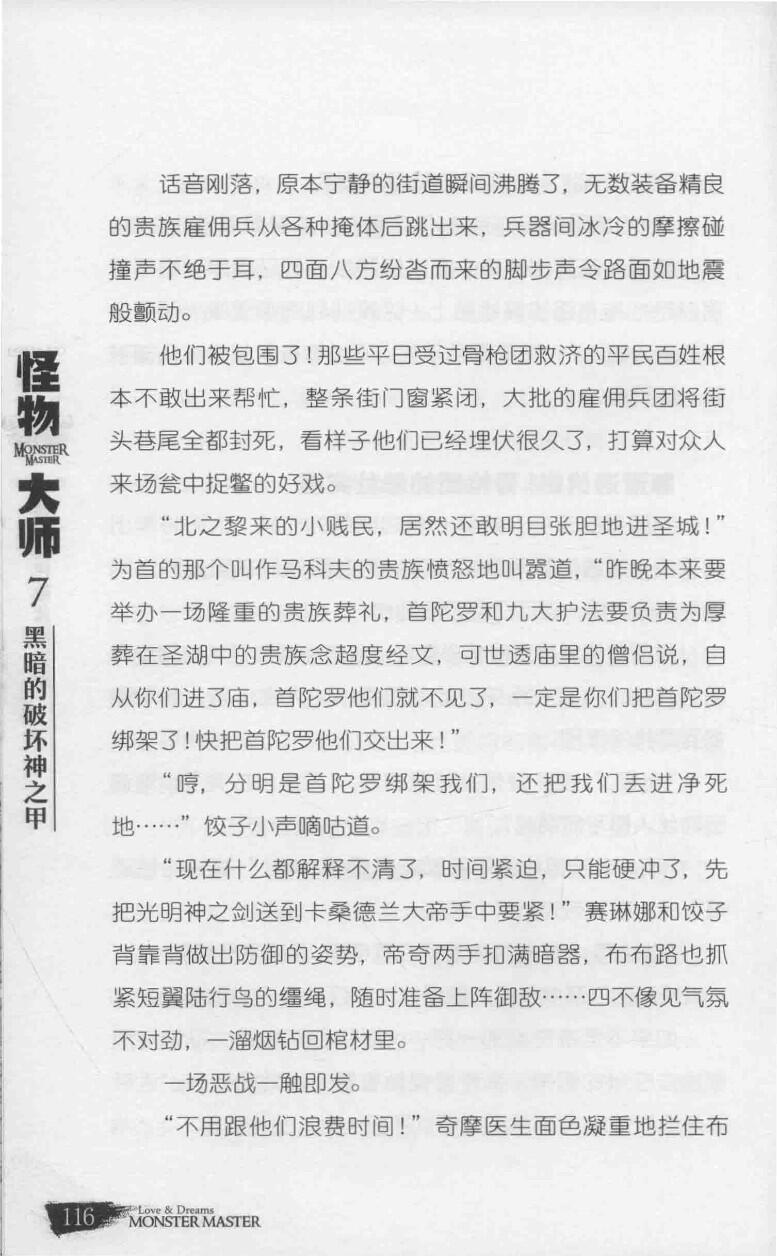 话音刚落，原本宁静的街道瞬间沸腾了，无数装备精良
的贵族雇佣兵从各种掩体后跳出来，兵器间冰冷的摩擦碰
撞声不绝于耳，四面八方纷沓而来的脚步声令路面如地震
般颤动。
他们被包围了！那些平日受过骨枪团救济的平民百姓根
本不敢出来帮忙，整条街门窗紧闭，大批的雇佣兵团将街
头巷尾全都封死，看样子他们已经埋伏很久了，打算对众人
来场瓮中捉鳖的好戏。
“北之黎来的小贱民，居然还敢明目张胆地进圣城！”
为首的那个叫作马科夫的贵族愤怒地叫嚣道，“昨晚本来要
举办一场隆重的贵族葬礼，首陀罗和九大护法要负责为厚
葬在圣湖中的贵族念超度经文，可世透庙里的僧侣说，自
从你们进了庙，首陀罗他们就不见了，一定是你们把首陀罗
绑架了！快把首陀罗他们交出来！”
“哼，分明是首陀罗绑架我们，还把我们丢进净死
地……”饺子小声嘀咕道。
“现在什么都解释不清了，时间紧迫，只能硬冲了，先
把光明神之剑送到卡桑德兰大帝手中要紧！”赛琳娜和饺子
背靠背做出防御的姿势，帝奇两手扣满暗器，布布路也抓
紧短翼陆行鸟的缰绳，随时准备上阵御敌……四不像见气氛
不对劲，一溜烟钻回棺材里。
一场恶战一触即发。
“不用跟他们浪费时间！”奇摩医生面色凝重地拦住布
怪物
MONSTER
MASTER
大师
7
黑暗的破坏神之甲
116
Love & Dreams
MONSTER MASTER